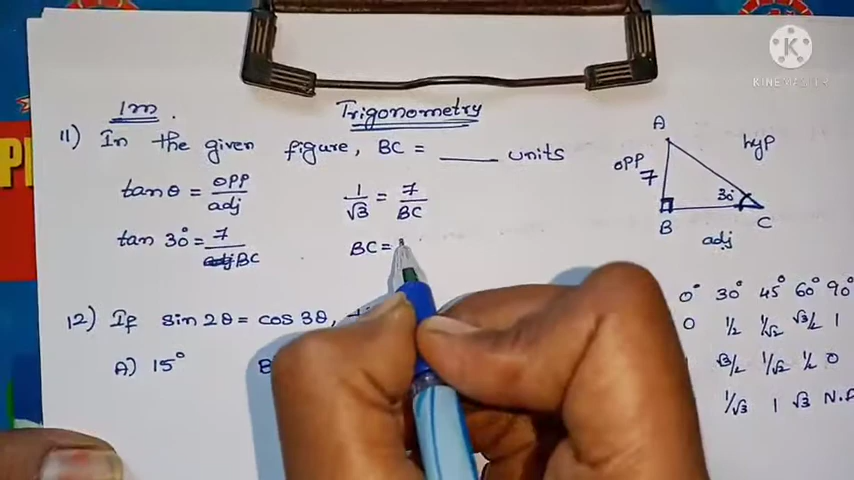 KINEMASTER
1m
Trigonometry
11) In the given figure, BC = ____ units
tanθ = opp/adj
1/√3 = 7/BC
tan 30° = 7/BC
BC =
A
hyp
opp
7
30°
B
C
adj
12) If sin 2θ = cos 3θ,
A) 15°
0° 30° 45° 60° 90°
0 1/2 1/√2 √3/2 1
√3/2 1/√2 1/2 0
1/√3 1 √3 N.D